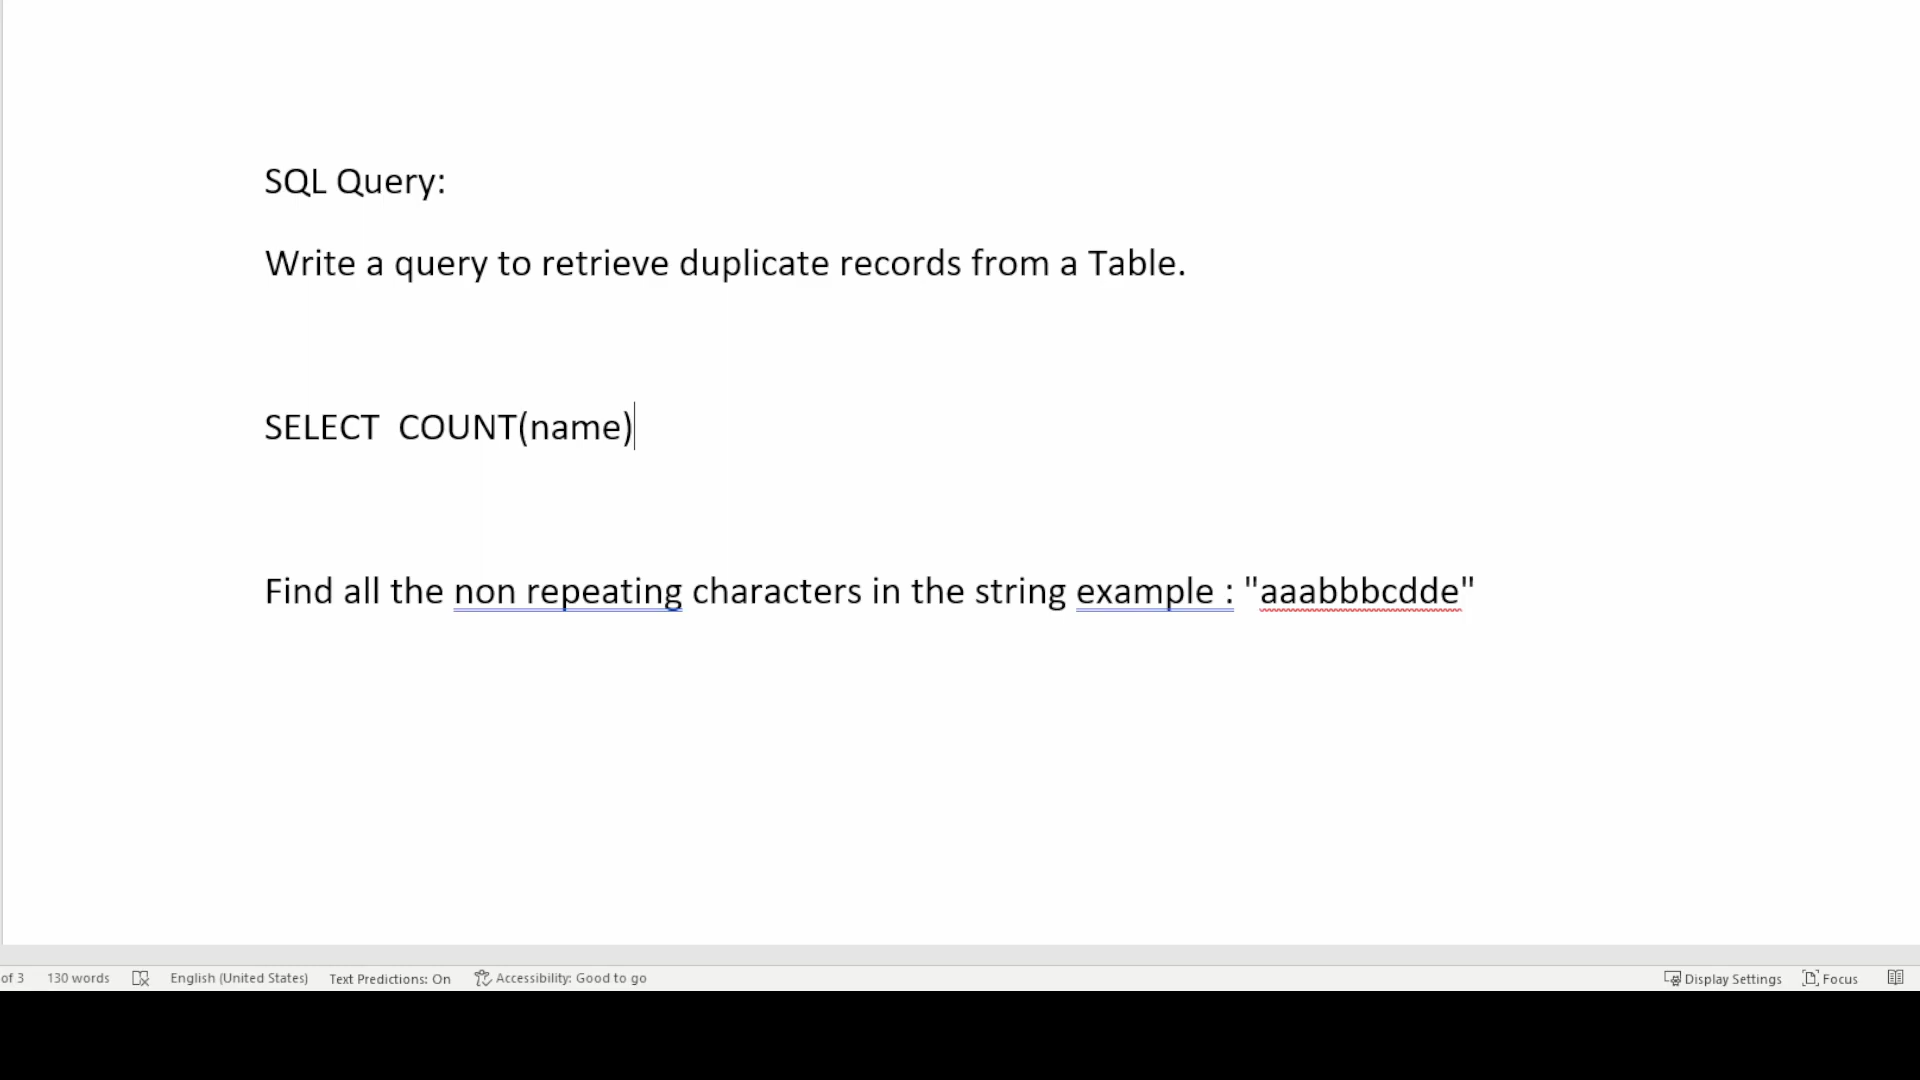 SQL Query:
Write a query to retrieve duplicate records from a Table.
SELECT  COUNT(name)
Find all the non repeating characters in the string example : "aaabbbcdde"
of 3 130 words English (United States) Text Predictions: On Accessibility: Good to go Display Settings Focus